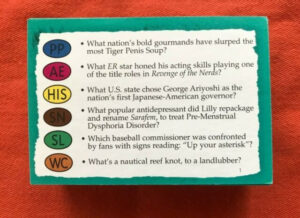 PP • What nation's bold gourmands have slurped the
most Tiger Penis Soup?
AE • What ER star honed his acting skills playing one
of the title roles in Revenge of the Nerds?
HIS • What U.S. state chose George Ariyoshi as the
nation's first Japanese-American governor?
SN • What popular antidepressant did Lilly repackage
and rename Sarafem, to treat Pre-Menstrual
Dysphoria Disorder?
SL • Which baseball commissioner was confronted
by fans with signs reading: "Up your asterisk"?
WC • What's a nautical reef knot, to a landlubber?
1